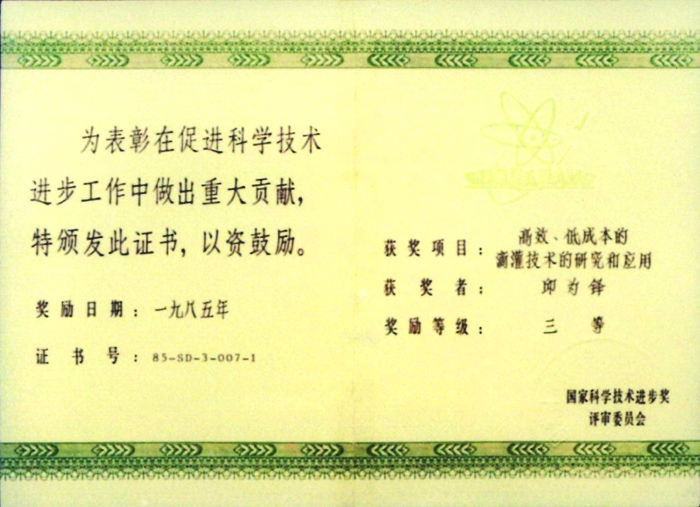 为表彰在促进科学技术
进步工作中做出重大贡献，
特颁发此证书，以资鼓励。
奖励日期：一九八五年
证书号：85-SD-3-007-1
获奖项目：高效、低成本的
滴灌技术的研究和应用
获奖者：邱为铎
奖励等级：三等
国家科学技术进步奖
评审委员会